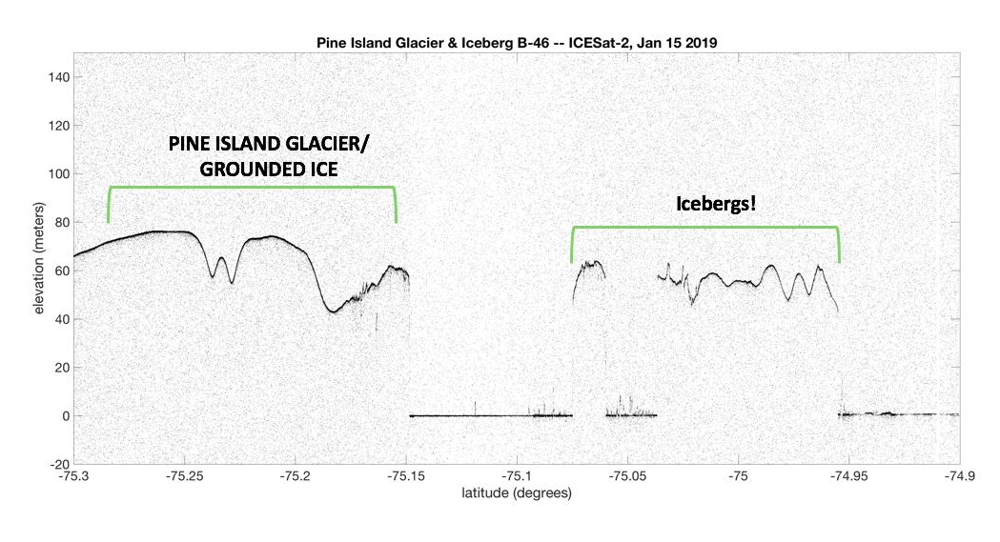 Pine Island Glacier & Iceberg B-46 -- ICESat-2, Jan 15 2019
140
120
100
80
60
40
20
0
-20
elevation (meters)
PINE ISLAND GLACIER/
GROUNDED ICE
Icebergs!
-75.3 -75.25 -75.2 -75.15 -75.1 -75.05 -75 -74.95 -74.9
latitude (degrees)